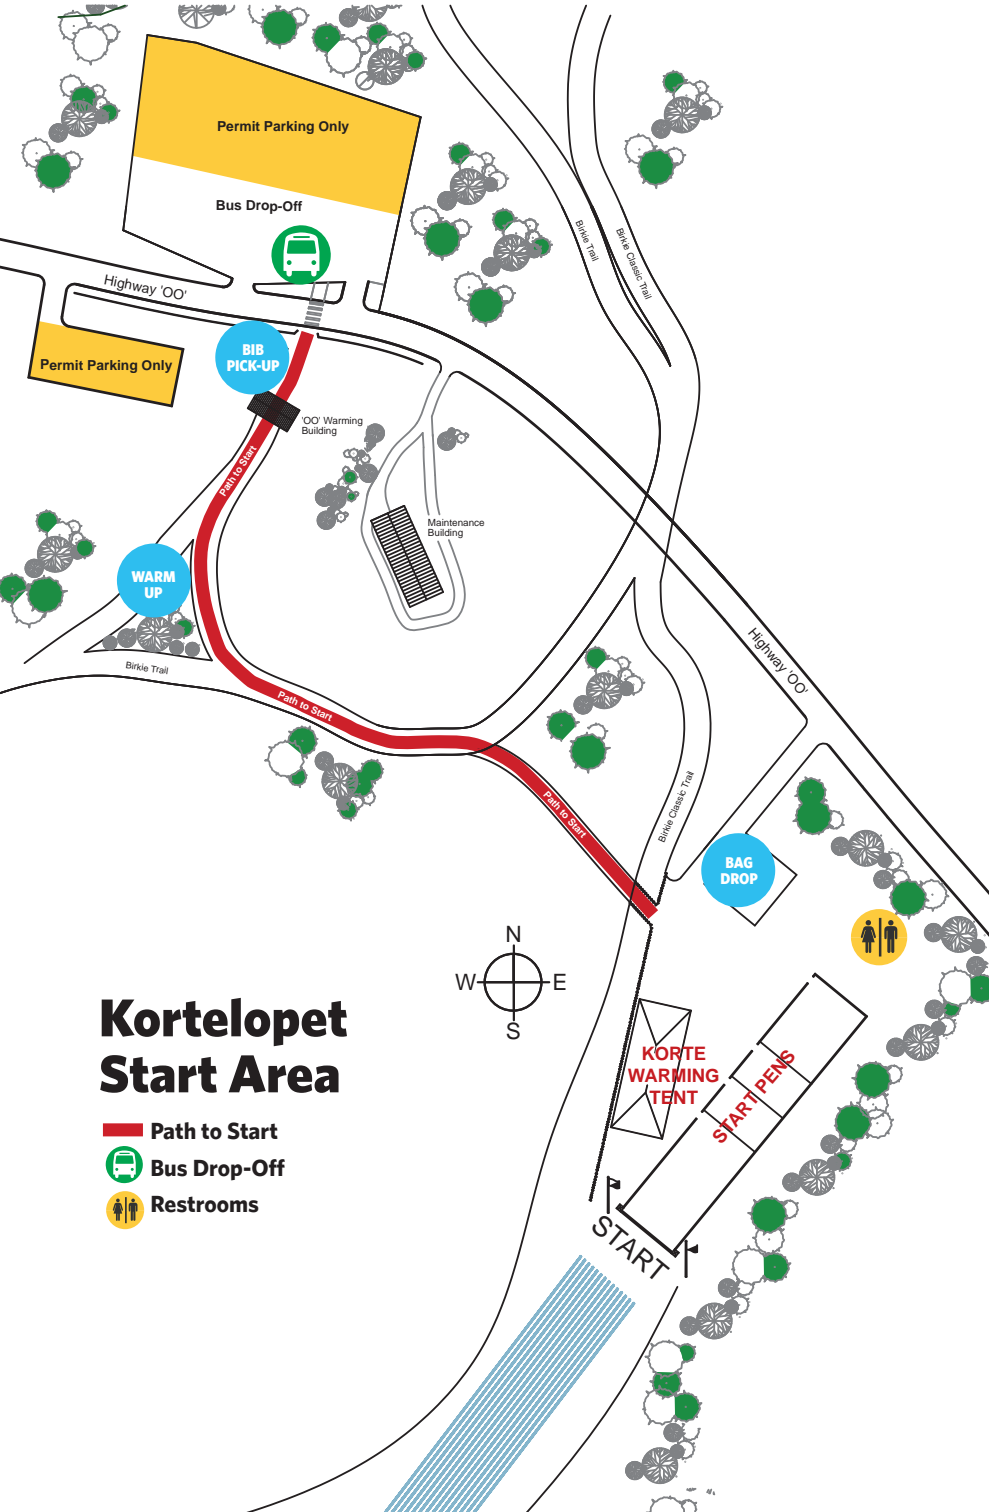 Permit Parking Only
Bus Drop-Off
Highway 'OO'
Birkie Trail
Birkie Classic Trail
BIB
PICK-UP
Permit Parking Only
'OO' Warming
Building
Path to Start
Maintenance
Building
WARM
UP
Birkie Trail
Path to Start
Highway 'OO'
Path to Start
Birkie Classic Trail
BAG
DROP
N
W
E
S
Kortelopet
Start Area
Path to Start
Bus Drop-Off
Restrooms
KORTE
WARMING
TENT
START PENS
START